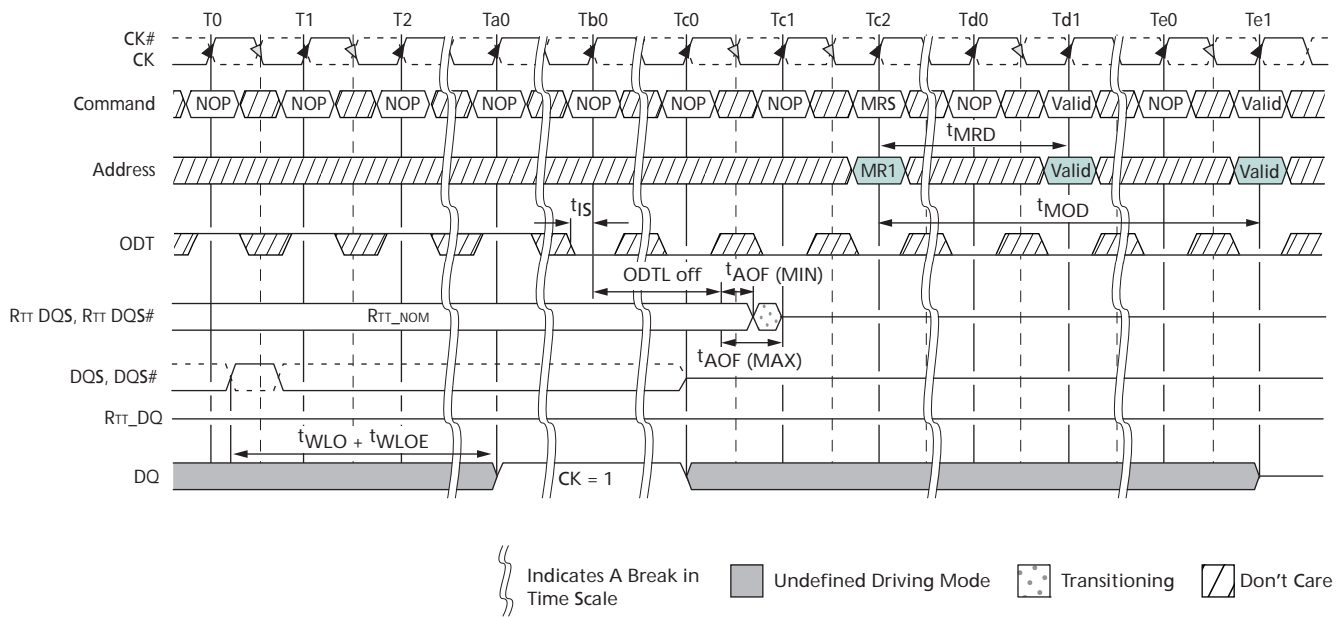 T0 T1 T2 Ta0 Tb0 Tc0 Tc1 Tc2 Td0 Td1 Te0 Te1
CK#
CK
Command NOP NOP NOP NOP NOP NOP NOP MRS NOP Valid NOP Valid
tMRD
Address MR1 Valid Valid
tIS tMOD
ODT
ODTL off tAOF (MIN)
RTT DQS, RTT DQS# RTT_NOM
tAOF (MAX)
DQS, DQS#
RTT_DQ
tWLO + tWLOE
DQ CK = 1
Indicates A Break in
Time Scale
Undefined Driving Mode
Transitioning
Don't Care